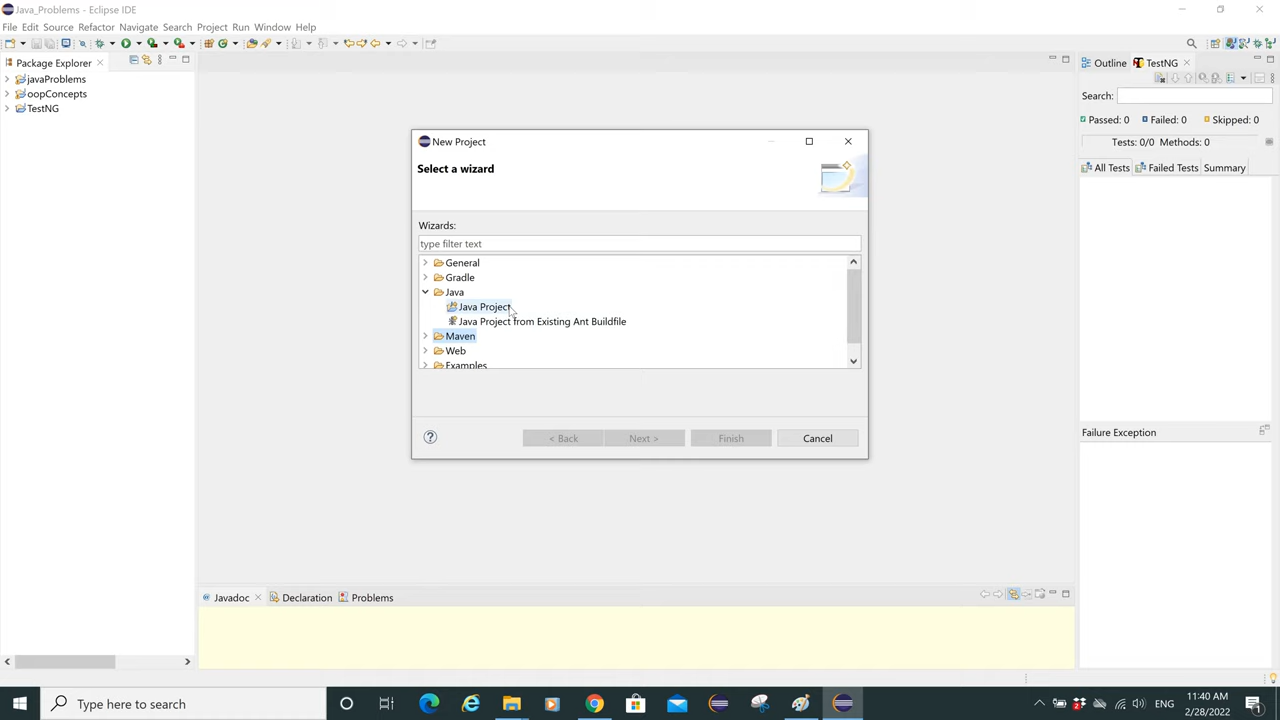 Java_Problems - Eclipse IDE
File Edit Source Refactor Navigate Search Project Run Window Help
Package Explorer
Outline
TestNG
javaProblems
oopConcepts
TestNG
Search:
Passed: 0 Failed: 0 Skipped: 0
Tests: 0/0 Methods: 0
All Tests Failed Tests Summary
New Project
Select a wizard
Wizards:
type filter text
General
Gradle
Java
Java Project
Java Project from Existing Ant Buildfile
Maven
Web
Examples
< Back Next > Finish Cancel
Failure Exception
Javadoc Declaration Problems
Type here to search
ENG
11:40 AM
2/28/2022